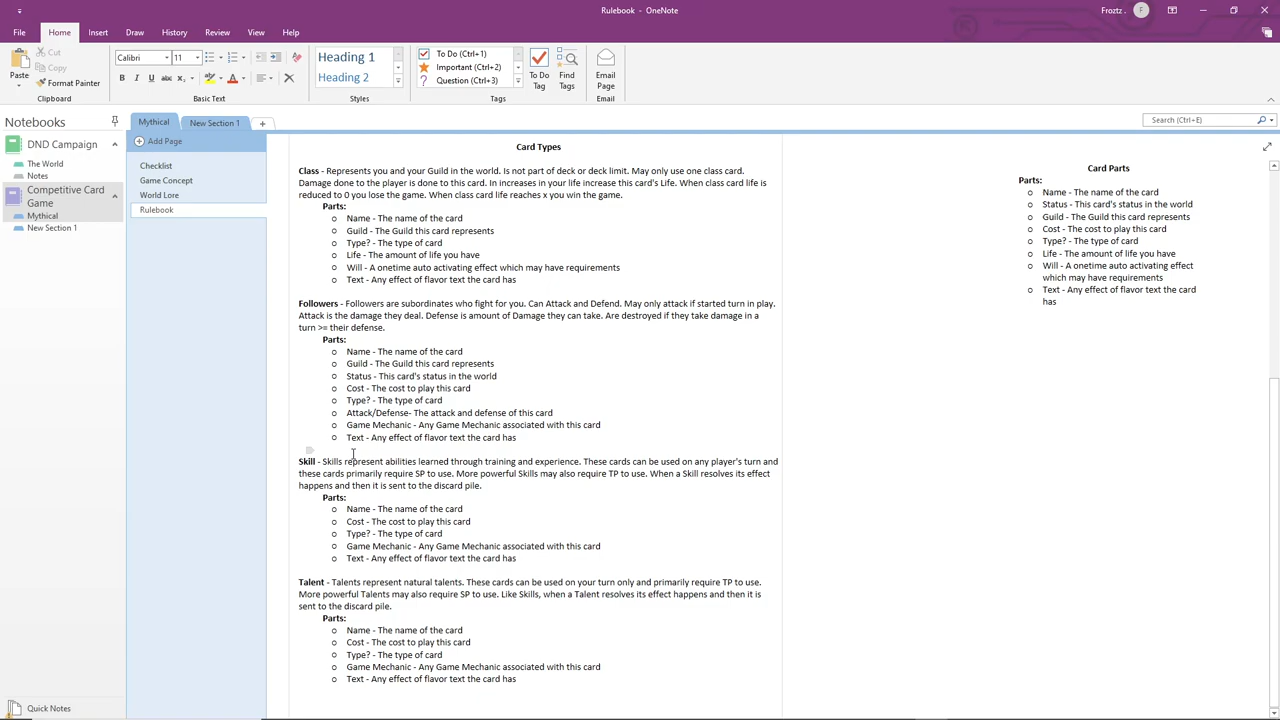 Rulebook - OneNote
Froztz . F
File Home Insert Draw History Review View Help
Paste
Cut
Copy
Format Painter
Clipboard
Calibri 11
B I U abc x₂ A
Basic Text
Heading 1
Heading 2
Styles
To Do (Ctrl+1)
Important (Ctrl+2)
Question (Ctrl+3)
To Do Tag
Find Tags
Tags
Email Page
Email
Notebooks
DND Campaign
The World
Notes
Competitive Card Game
Mythical
New Section 1
Quick Notes
Mythical New Section 1 +
Search (Ctrl+E)
Add Page
Checklist
Game Concept
World Lore
Rulebook
Card Types
Class - Represents you and your Guild in the world. Is not part of deck or deck limit. May only use one class card.
Damage done to the player is done to this card. In increases in your life increase this card's Life. When class card life is
reduced to 0 you lose the game. When class card life reaches x you win the game.
Parts:
o Name - The name of the card
o Guild - The Guild this card represents
o Type? - The type of card
o Life - The amount of life you have
o Will - A onetime auto activating effect which may have requirements
o Text - Any effect of flavor text the card has
Followers - Followers are subordinates who fight for you. Can Attack and Defend. May only attack if started turn in play.
Attack is the damage they deal. Defense is amount of Damage they can take. Are destroyed if they take damage in a
turn >= their defense.
Parts:
o Name - The name of the card
o Guild - The Guild this card represents
o Status - This card's status in the world
o Cost - The cost to play this card
o Type? - The type of card
o Attack/Defense- The attack and defense of this card
o Game Mechanic - Any Game Mechanic associated with this card
o Text - Any effect of flavor text the card has
Skill - Skills represent abilities learned through training and experience. These cards can be used on any player's turn and
these cards primarily require SP to use. More powerful Skills may also require TP to use. When a Skill resolves its effect
happens and then it is sent to the discard pile.
Parts:
o Name - The name of the card
o Cost - The cost to play this card
o Type? - The type of card
o Game Mechanic - Any Game Mechanic associated with this card
o Text - Any effect of flavor text the card has
Talent - Talents represent natural talents. These cards can be used on your turn only and primarily require TP to use.
More powerful Talents may also require SP to use. Like Skills, when a Talent resolves its effect happens and then it is
sent to the discard pile.
Parts:
o Name - The name of the card
o Cost - The cost to play this card
o Type? - The type of card
o Game Mechanic - Any Game Mechanic associated with this card
o Text - Any effect of flavor text the card has
Card Parts
Parts:
o Name - The name of the card
o Status - This card's status in the world
o Guild - The Guild this card represents
o Cost - The cost to play this card
o Type? - The type of card
o Life - The amount of life you have
o Will - A onetime auto activating effect
which may have requirements
o Text - Any effect of flavor text the card
has